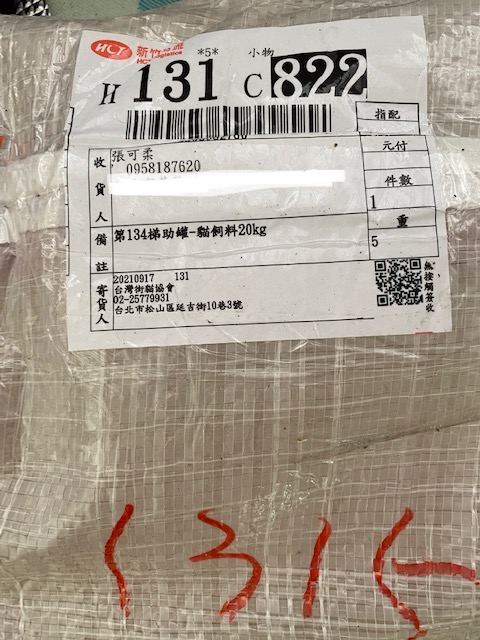 HCT 新竹物流
HCT Logistics
*5* 小物
H 131 C 822
指配
元付
件數
1
重
5
收貨人
張可柔
0958187620
備註
第134梯助罐-貓飼料20kg
寄貨人
20210917 131
台灣街貓協會
02-25779931
台北市松山區延吉街10巷3號
無接觸簽收
131